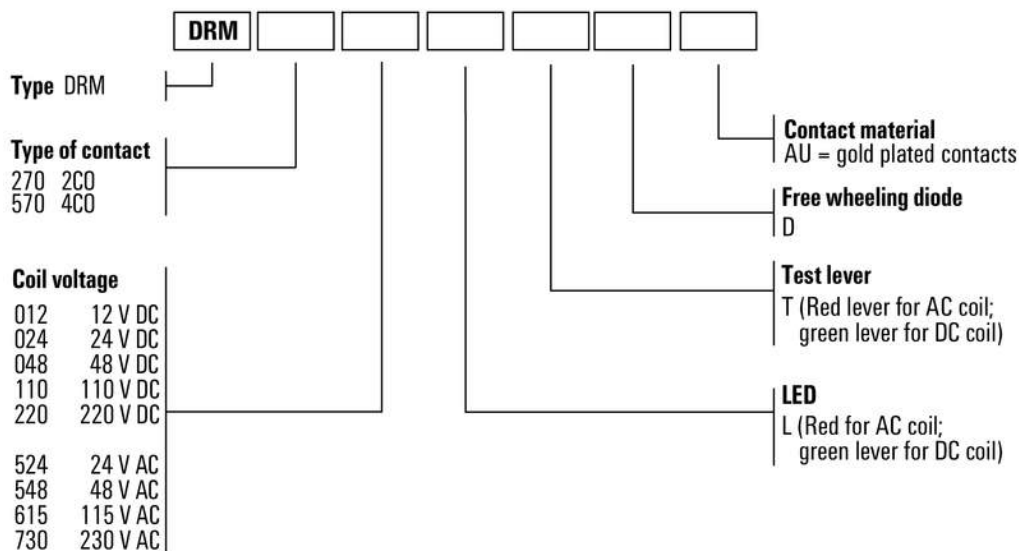 DRM
Type DRM
Type of contact
270 2CO
570 4CO
Coil voltage
012 12 V DC
024 24 V DC
048 48 V DC
110 110 V DC
220 220 V DC
524 24 V AC
548 48 V AC
615 115 V AC
730 230 V AC
Contact material
AU = gold plated contacts
Free wheeling diode
D
Test lever
T (Red lever for AC coil;
green lever for DC coil)
LED
L (Red for AC coil;
green lever for DC coil)